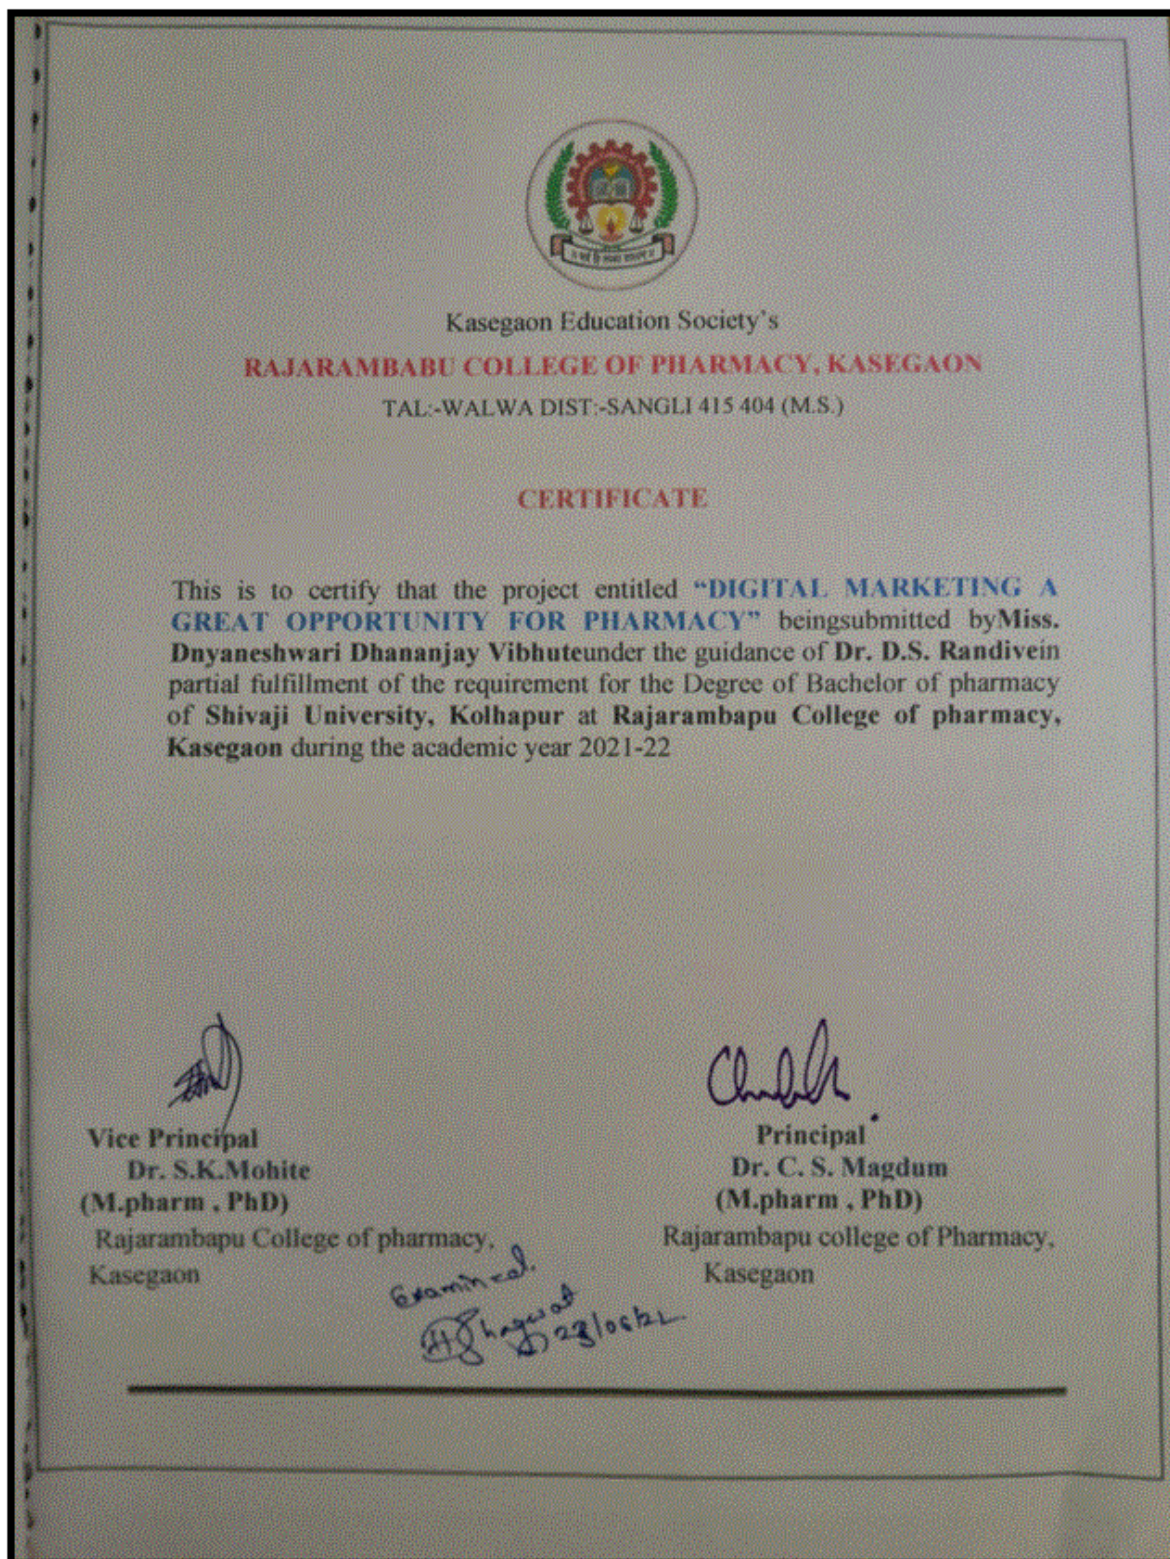 Kasegaon Education Society's
RAJARAMBABU COLLEGE OF PHARMACY, KASEGAON
TAL:-WALWA DIST:-SANGLI 415 404 (M.S.)
CERTIFICATE
This is to certify that the project entitled “DIGITAL MARKETING A
GREAT OPPORTUNITY FOR PHARMACY” beingsubmitted byMiss.
Dnyaneshwari Dhananjay Vibhuteunder the guidance of Dr. D.S. Randivein
partial fulfillment of the requirement for the Degree of Bachelor of pharmacy
of Shivaji University, Kolhapur at Rajarambapu College of pharmacy,
Kasegaon during the academic year 2021-22
Vice Principal
Dr. S.K.Mohite
(M.pharm , PhD)
Rajarambapu College of pharmacy,
Kasegaon
Principal
Dr. C. S. Magdum
(M.pharm , PhD)
Rajarambapu college of Pharmacy,
Kasegaon
Examined.